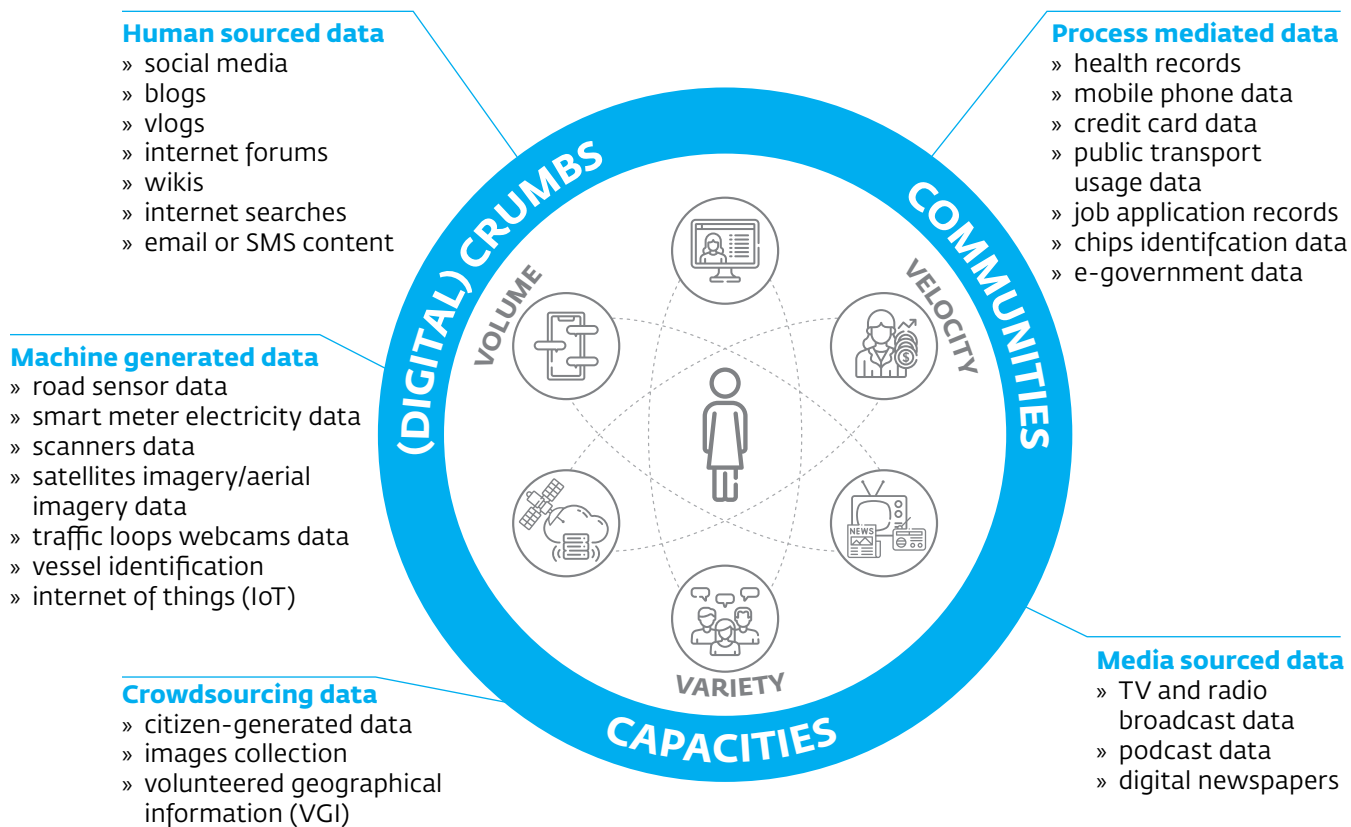 Human sourced data
» social media
» blogs
» vlogs
» internet forums
» wikis
» internet searches
» email or SMS content
Process mediated data
» health records
» mobile phone data
» credit card data
» public transport
usage data
» job application records
» chips identifcation data
» e-government data
Machine generated data
» road sensor data
» smart meter electricity data
» scanners data
» satellites imagery/aerial
imagery data
» traffic loops webcams data
» vessel identification
» internet of things (IoT)
(DIGITAL) CRUMBS
COMMUNITIES
CAPACITIES
VOLUME
VELOCITY
VARIETY
NEWS
Crowdsourcing data
» citizen-generated data
» images collection
» volunteered geographical
information (VGI)
Media sourced data
» TV and radio
broadcast data
» podcast data
» digital newspapers